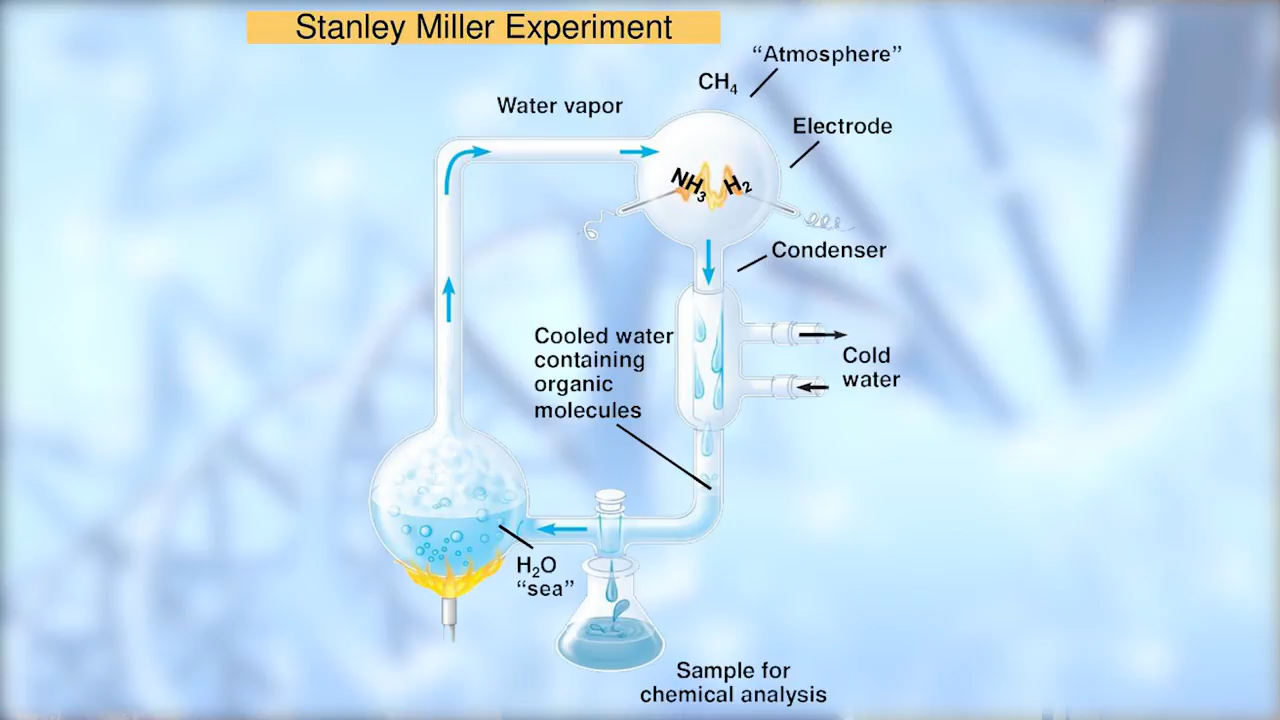 Stanley Miller Experiment
“Atmosphere”
CH₄
Water vapor
Electrode
NH₃
H₂
Condenser
Cooled water
containing
organic
molecules
Cold
water
H₂O
“sea”
Sample for
chemical analysis